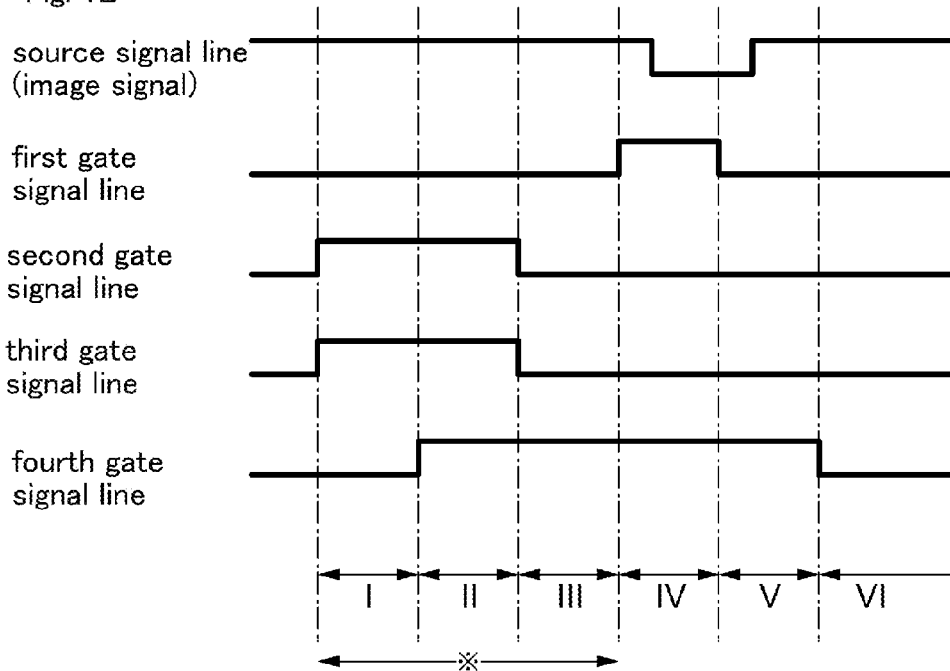 source signal line
(image signal)
first gate
signal line
second gate
signal line
third gate
signal line
fourth gate
signal line
I II III IV V VI
※